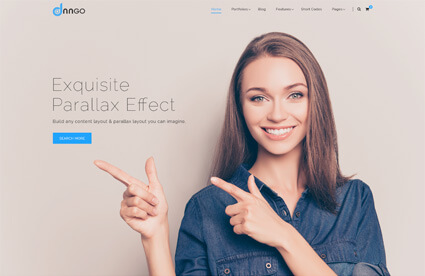 dnnGO
Home Portfolios Blog Features Short Codes Pages
Exquisite
Parallax Effect
Build any content layout & parallax layout you can imagine.
SEARCH MORE